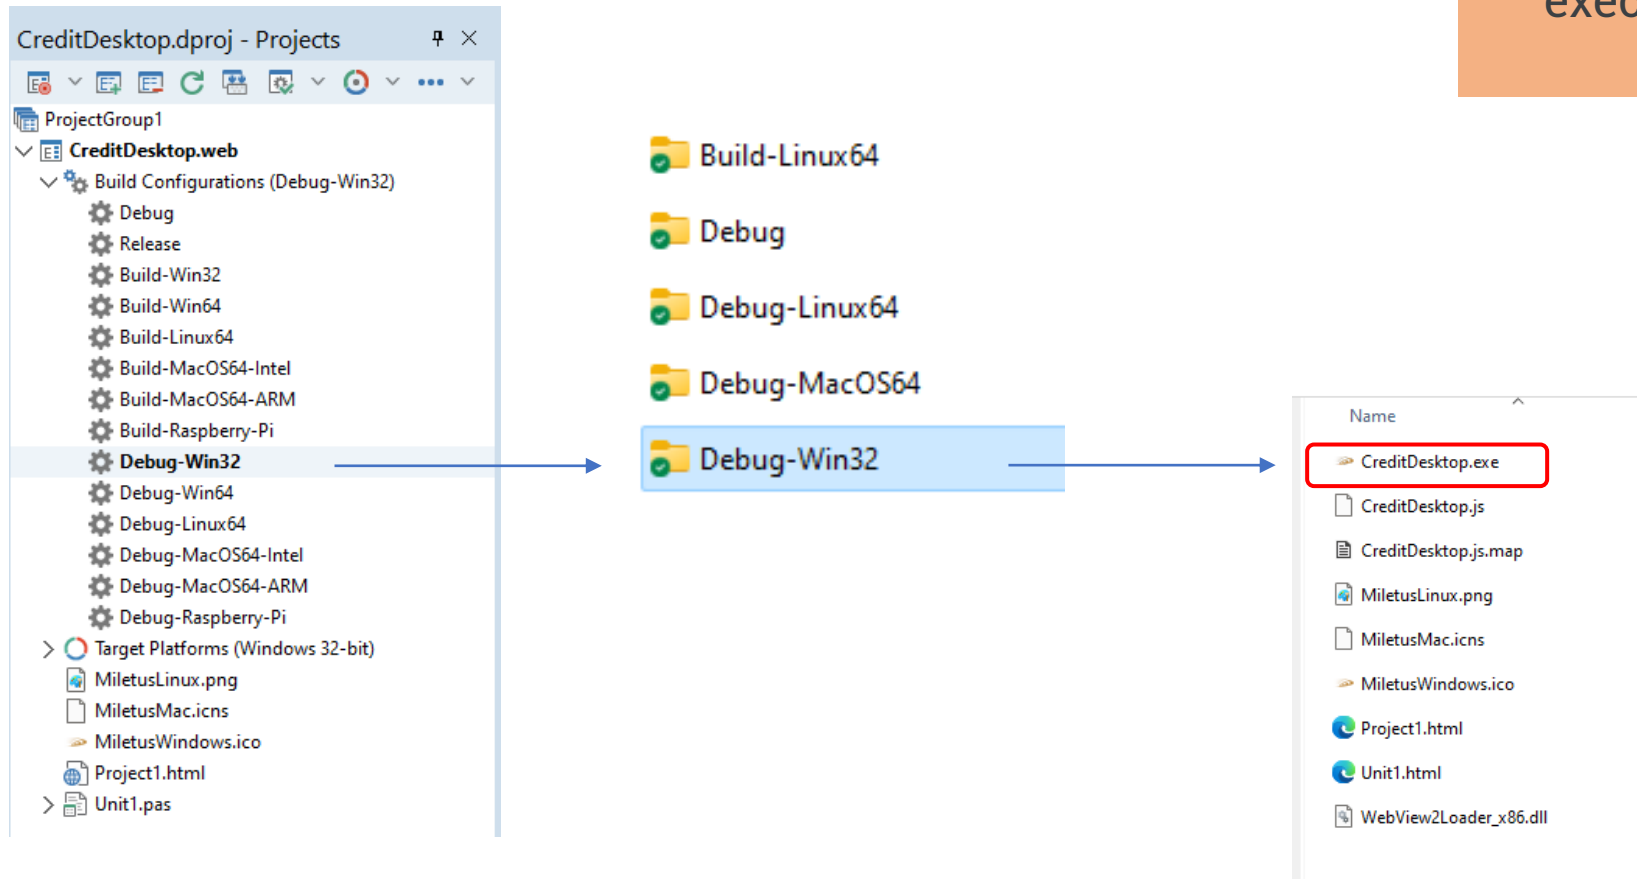 CreditDesktop.dproj - Projects
ProjectGroup1
CreditDesktop.web
Build Configurations (Debug-Win32)
Debug
Release
Build-Win32
Build-Win64
Build-Linux64
Build-MacOS64-Intel
Build-MacOS64-ARM
Build-Raspberry-Pi
Debug-Win32
Debug-Win64
Debug-Linux64
Debug-MacOS64-Intel
Debug-MacOS64-ARM
Debug-Raspberry-Pi
Target Platforms (Windows 32-bit)
MiletusLinux.png
MiletusMac.icns
MiletusWindows.ico
Project1.html
Unit1.pas
Build-Linux64
Debug
Debug-Linux64
Debug-MacOS64
Debug-Win32
Name
CreditDesktop.exe
CreditDesktop.js
CreditDesktop.js.map
MiletusLinux.png
MiletusMac.icns
MiletusWindows.ico
Project1.html
Unit1.html
WebView2Loader_x86.dll